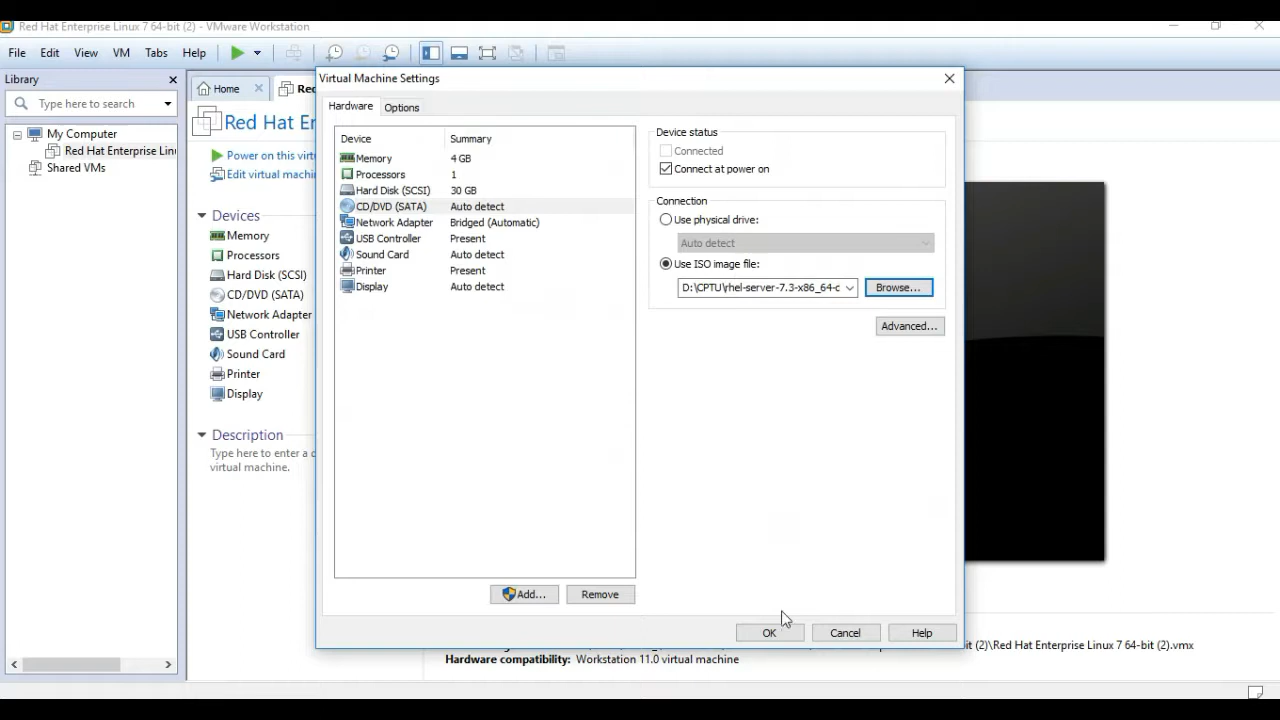 Red Hat Enterprise Linux 7 64-bit (2) - VMware Workstation
File Edit View VM Tabs Help
Library
Type here to search
My Computer
Red Hat Enterprise Lin
Shared VMs
Home
Red Hat Er
Power on this virt
Edit virtual machi
Devices
Memory
Processors
Hard Disk (SCSI)
CD/DVD (SATA)
Network Adapter
USB Controller
Sound Card
Printer
Display
Description
Type here to enter a
virtual machine.
Virtual Machine Settings
Hardware Options
Device Summary
Memory 4 GB
Processors 1
Hard Disk (SCSI) 30 GB
CD/DVD (SATA) Auto detect
Network Adapter Bridged (Automatic)
USB Controller Present
Sound Card Auto detect
Printer Present
Display Auto detect
Add... Remove
Device status
Connected
Connect at power on
Connection
Use physical drive:
Auto detect
Use ISO image file:
D:\CPTU\rhel-server-7.3-x86_64-c Browse...
Advanced...
OK Cancel Help
it (2)\Red Hat Enterprise Linux 7 64-bit (2).vmx
Hardware compatibility: Workstation 11.0 virtual machine